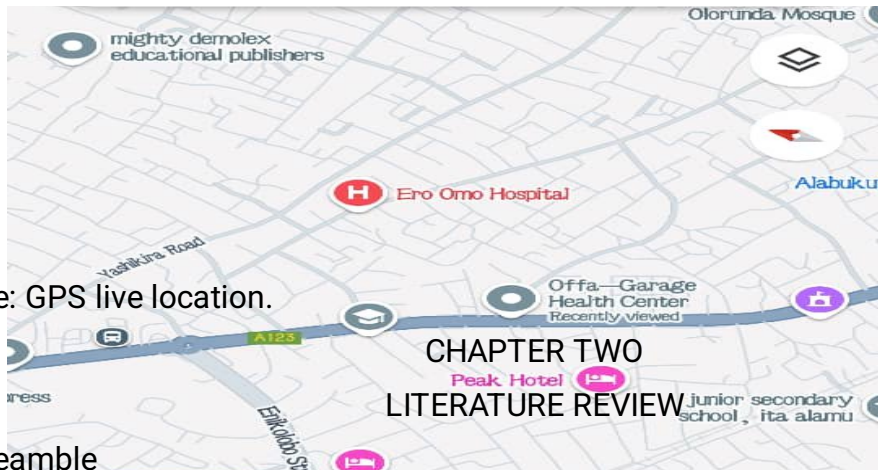 Olorunda Mosque
mighty demolex
educational publishers
Alabuku
H
Ero Omo Hospital
Yashikira Road
e: GPS live location.
Offa—Garage
Health Center
Recently viewed
A123
CHAPTER TWO
Peak Hotel
LITERATURE REVIEW
junior secondary
school, ita alamu
ress
Enikolobo St
eamble